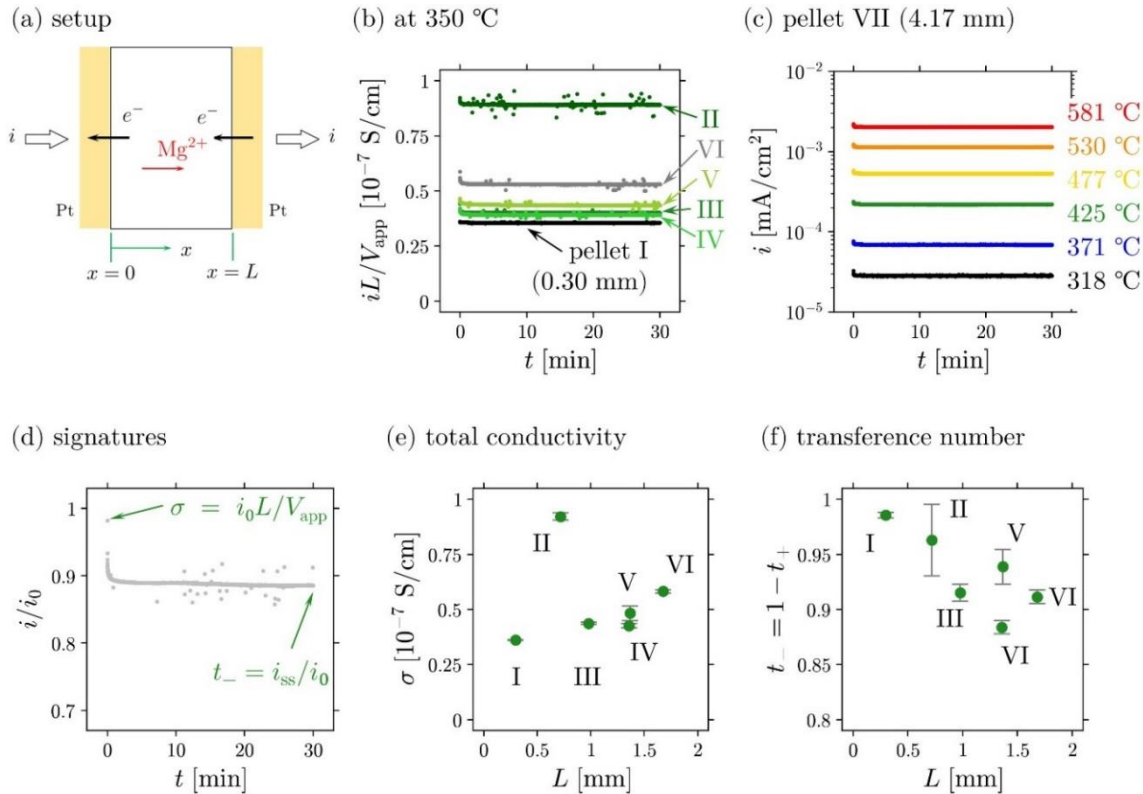 (a) setup
i
e⁻
e⁻
i
Mg²⁺
Pt
Pt
x
x = 0
x = L
(b) at 350 ℃
iL/V_app [10⁻⁷ S/cm]
1
0.75
0.5
0.25
0
II
VI
V
III
IV
pellet I
(0.30 mm)
0 10 20 30
t [min]
(c) pellet VII (4.17 mm)
i [mA/cm²]
10⁻²
10⁻³
10⁻⁴
10⁻⁵
581 ℃
530 ℃
477 ℃
425 ℃
371 ℃
318 ℃
0 10 20 30
t [min]
(d) signatures
i/i₀
1
0.9
0.8
0.7
σ = i₀L/V_app
t₋ = i_ss/i₀
0 10 20 30
t [min]
(e) total conductivity
σ [10⁻⁷ S/cm]
1
0.75
0.5
0.25
0
II
VI
V
IV
I
III
0 0.5 1 1.5 2
L [mm]
(f) transference number
t₋ = 1 − t₊
1
0.95
0.9
0.85
0.8
I
II
V
III
VI
VI
0 0.5 1 1.5 2
L [mm]